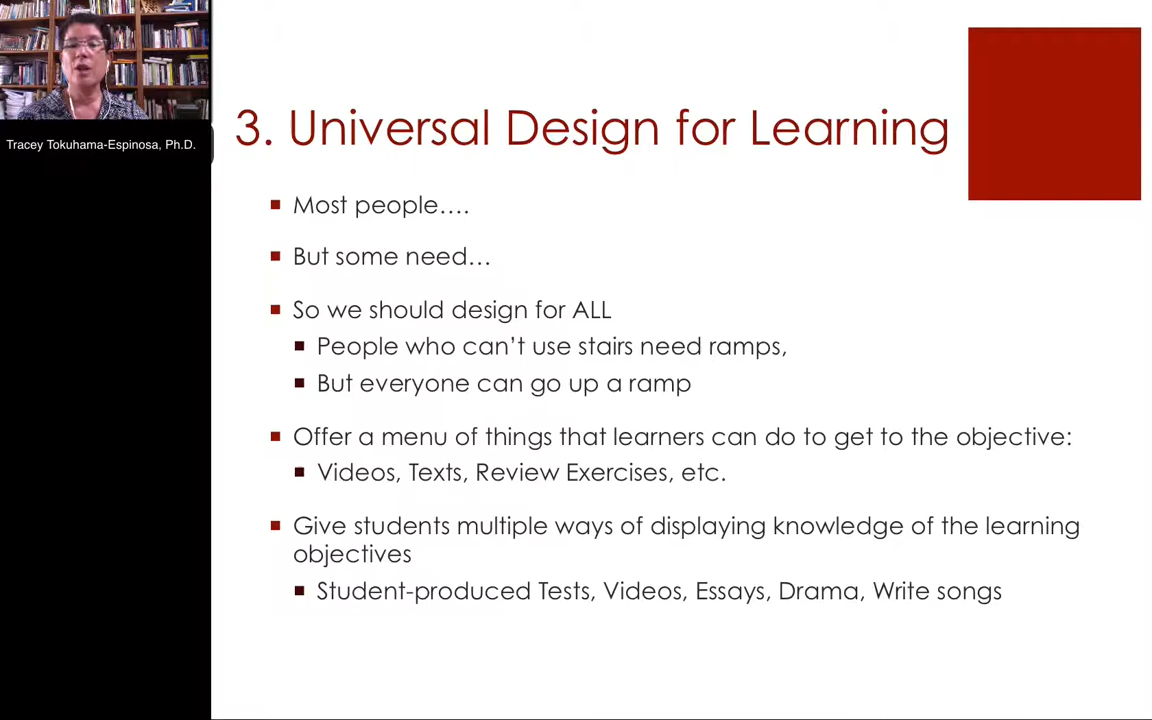 Tracey Tokuhama-Espinosa, Ph.D.
3. Universal Design for Learning
Most people….
But some need…
So we should design for ALL
People who can't use stairs need ramps,
But everyone can go up a ramp
Offer a menu of things that learners can do to get to the objective:
Videos, Texts, Review Exercises, etc.
Give students multiple ways of displaying knowledge of the learning
objectives
Student-produced Tests, Videos, Essays, Drama, Write songs